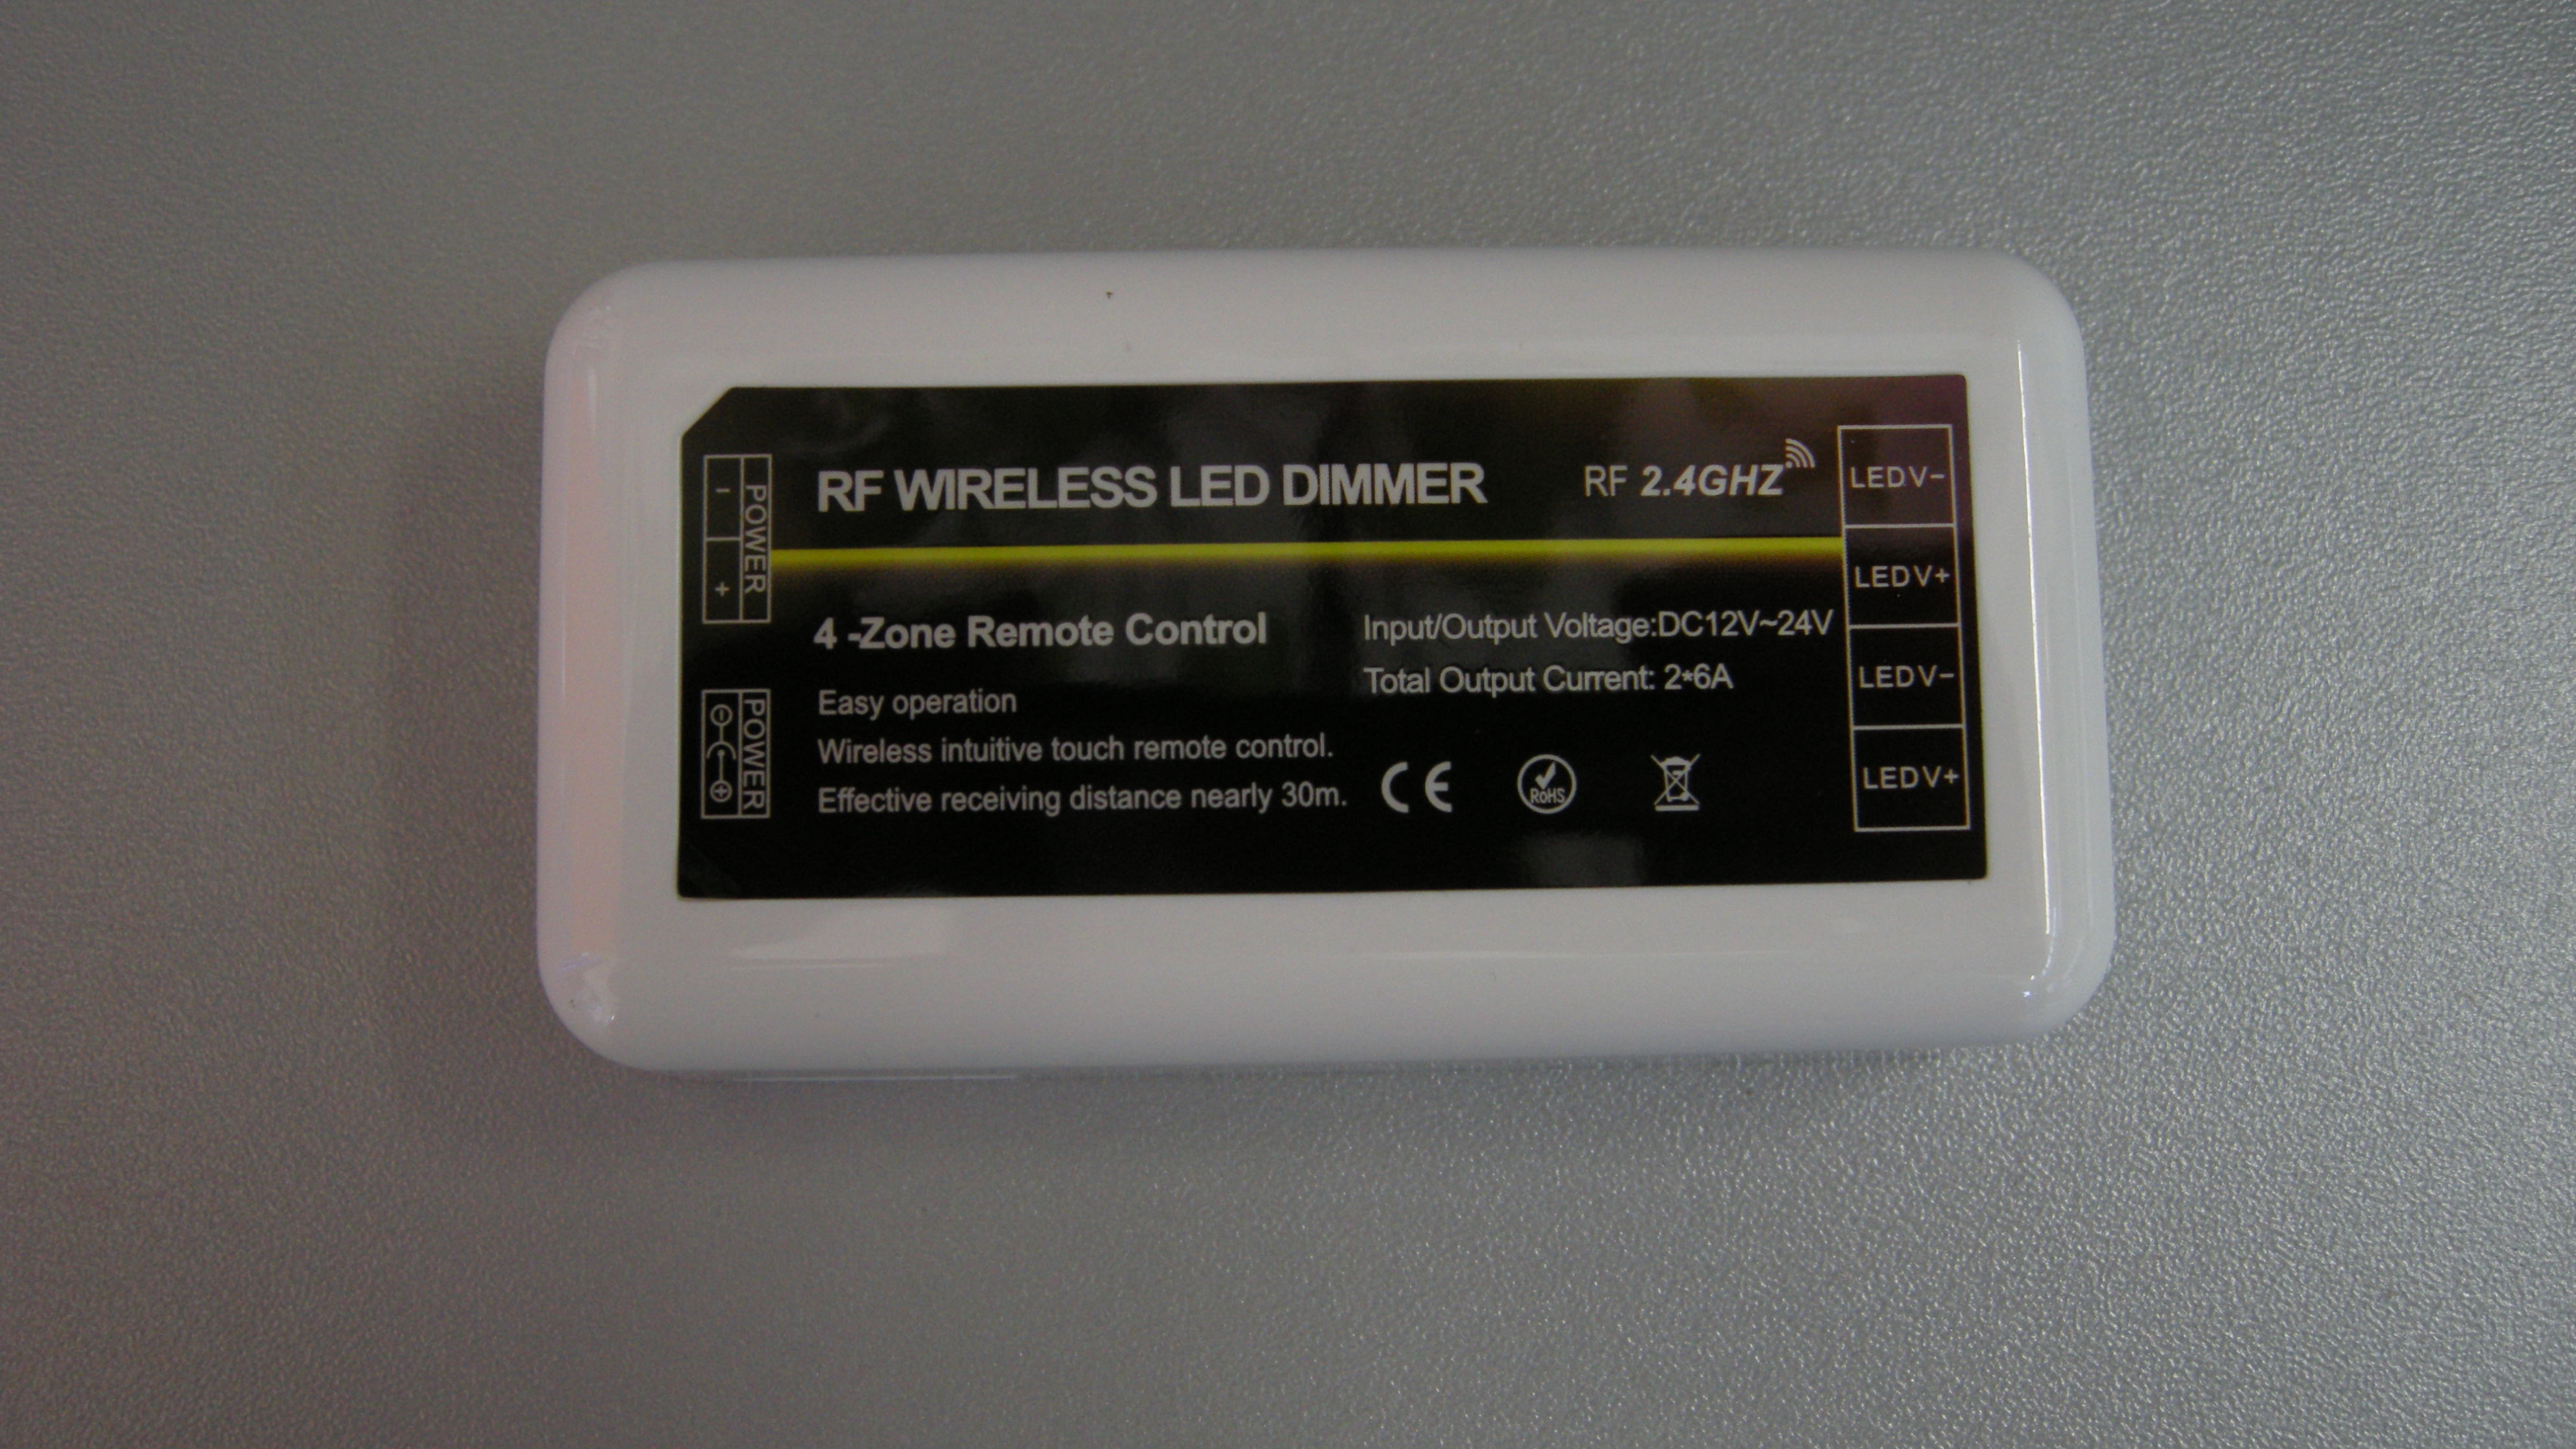 RF WIRELESS LED DIMMER
RF 2.4GHZ
POWER
- +
POWER
4 -Zone Remote Control
Easy operation
Wireless intuitive touch remote control.
Effective receiving distance nearly 30m.
Input/Output Voltage:DC12V~24V
Total Output Current: 2*6A
CE
RoHS
LEDV-
LEDV+
LEDV-
LEDV+